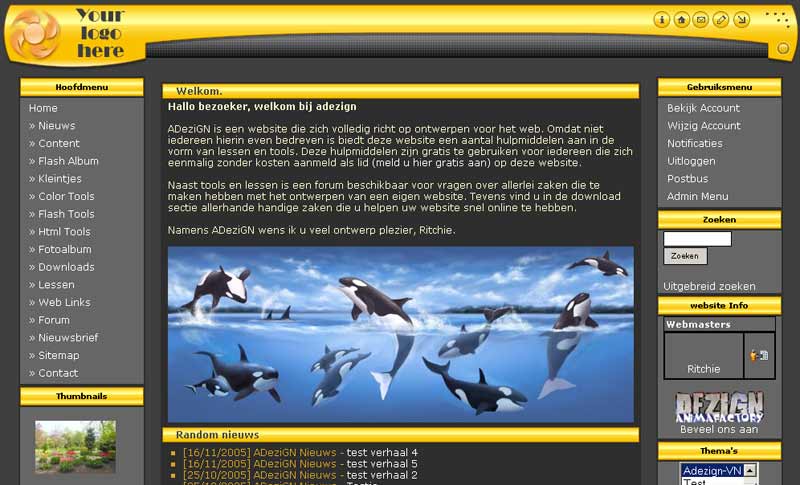 Your
logo
here
Hoofdmenu
Home
» Nieuws
» Content
» Flash Album
» Kleintjes
» Color Tools
» Flash Tools
» Html Tools
» Fotoalbum
» Downloads
» Lessen
» Web Links
» Forum
» Nieuwsbrief
» Sitemap
» Contact
Thumbnails
Welkom.
Hallo bezoeker, welkom bij adezign
ADeziGN is een website die zich volledig richt op ontwerpen voor het web. Omdat niet
iedereen hierin even bedreven is biedt deze website een aantal hulpmiddelen aan in de
vorm van lessen en tools. Deze hulpmiddelen zijn gratis te gebruiken voor iedereen die zich
eenmalig zonder kosten aanmeld als lid (meld u hier gratis aan) op deze website.
Naast tools en lessen is een forum beschikbaar voor vragen over allerlei zaken die te
maken hebben met het ontwerpen van een eigen website. Tevens vind u in de download
sectie allerhande handige zaken die u helpen uw website snel online te hebben.
Namens ADeziGN wens ik u veel ontwerp plezier, Ritchie.
Random nieuws
[16/11/2005] ADeziGN Nieuws - test verhaal 4
[16/11/2005] ADeziGN Nieuws - test verhaal 5
[25/10/2005] ADeziGN Nieuws - test verhaal 2
Gebruiksmenu
Bekijk Account
Wijzig Account
Notificaties
Uitloggen
Postbus
Admin Menu
Zoeken
Zoeken
Uitgebreid zoeken
website Info
Webmasters
Ritchie
DEZIGN
ANIMAFACTORY
Beveel ons aan
Thema's
Adezign-VN
Test